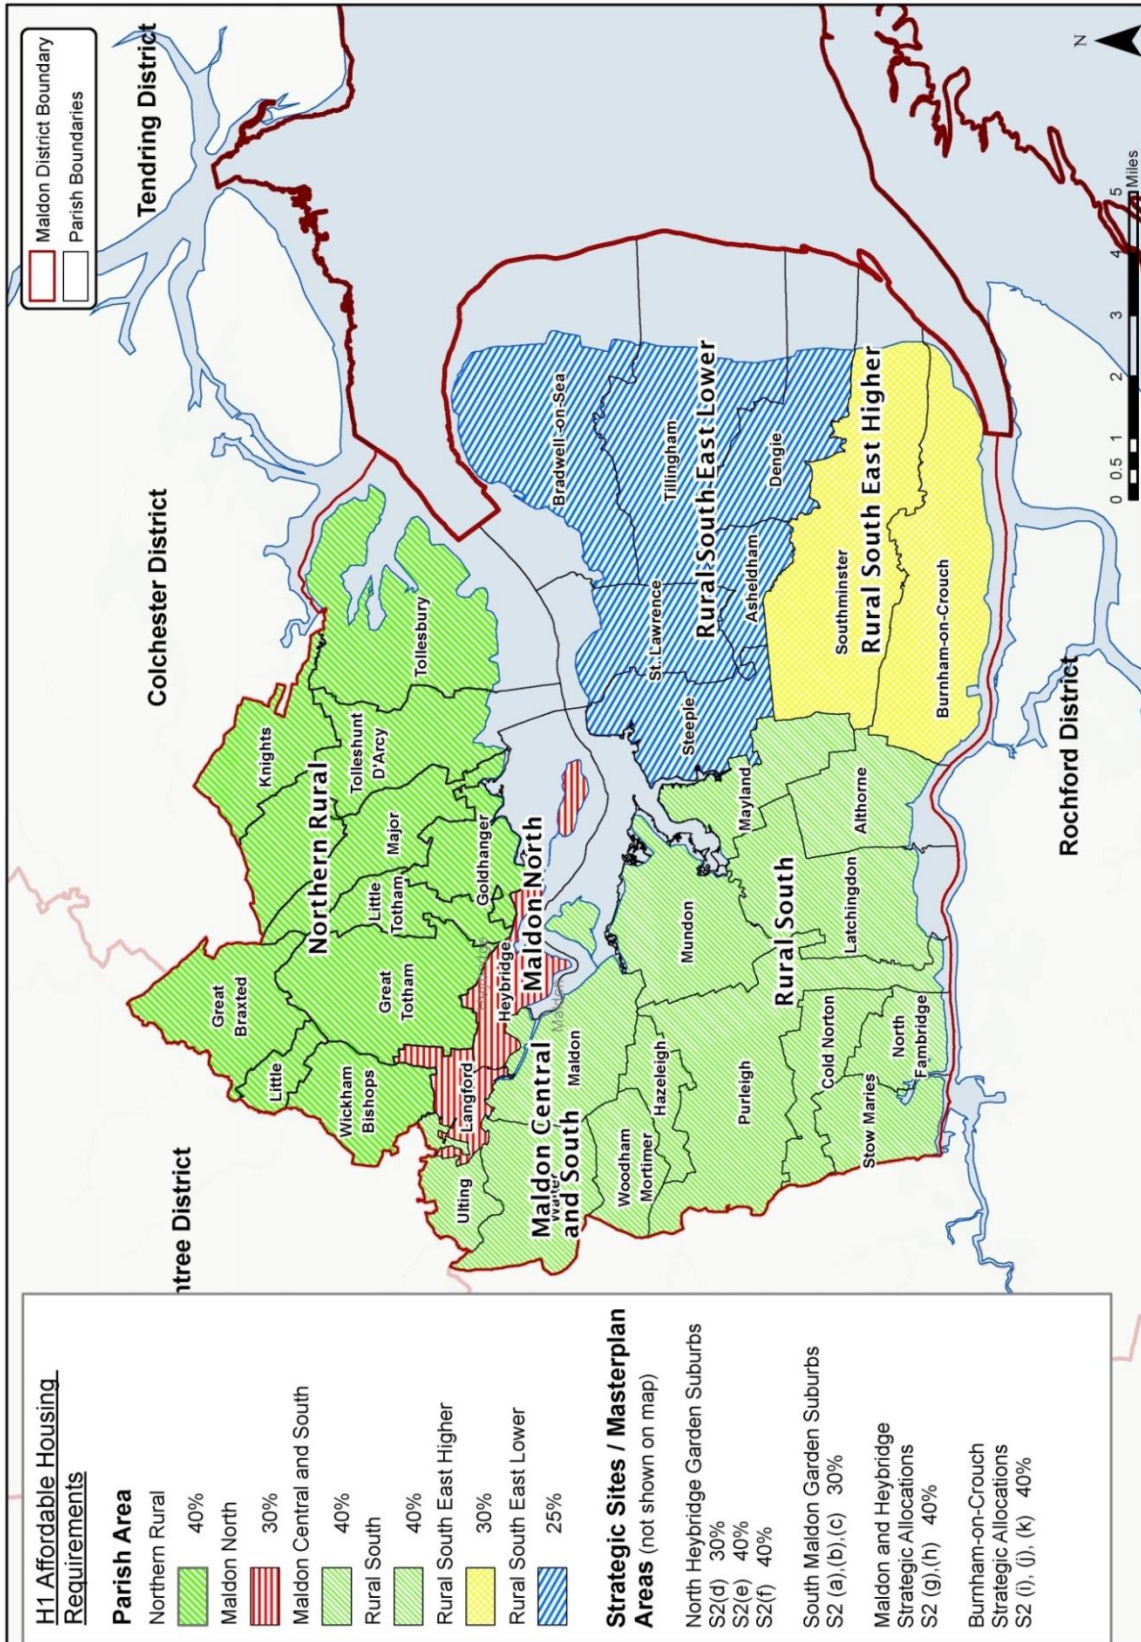 H1 Affordable Housing
Requirements
Parish Area
Northern Rural
40%
Maldon North
30%
Maldon Central and South
40%
Rural South
40%
Rural South East Higher
30%
Rural South East Lower
25%
Strategic Sites / Masterplan
Areas (not shown on map)
North Heybridge Garden Suburbs
S2(d) 30%
S2(e) 40%
S2(f) 40%
South Maldon Garden Suburbs
S2 (a),(b),(c) 30%
Maldon and Heybridge
Strategic Allocations
S2 (g),(h) 40%
Burnham-on-Crouch
Strategic Allocations
S2 (i), (j), (k) 40%
Maldon District Boundary
Parish Boundaries
ntree District
Colchester District
Tendring District
Rochford District
Great
Braxted
Little
Wickham
Bishops
Great
Totham
Little
Totham
Knights
Northern Rural
Tolleshunt
D'Arcy
Major
Tollesbury
Goldhanger
Langford
Heybridge
Maldon North
Ulting
Maldon Central
and South
Maldon
Maldon
Woodham
Mortimer
Hazeleigh
Purleigh
Mundon
Rural South
Cold Norton
Stow Maries
North
Fambridge
Latchingdon
Mayland
Althorne
Steeple
St. Lawrence
Bradwell-on-Sea
Tillingham
Rural South East Lower
Asheldham
Dengie
Southminster
Rural South East Higher
Burnham-on-Crouch
N
0 0.5 1 2 3 4 5
Miles